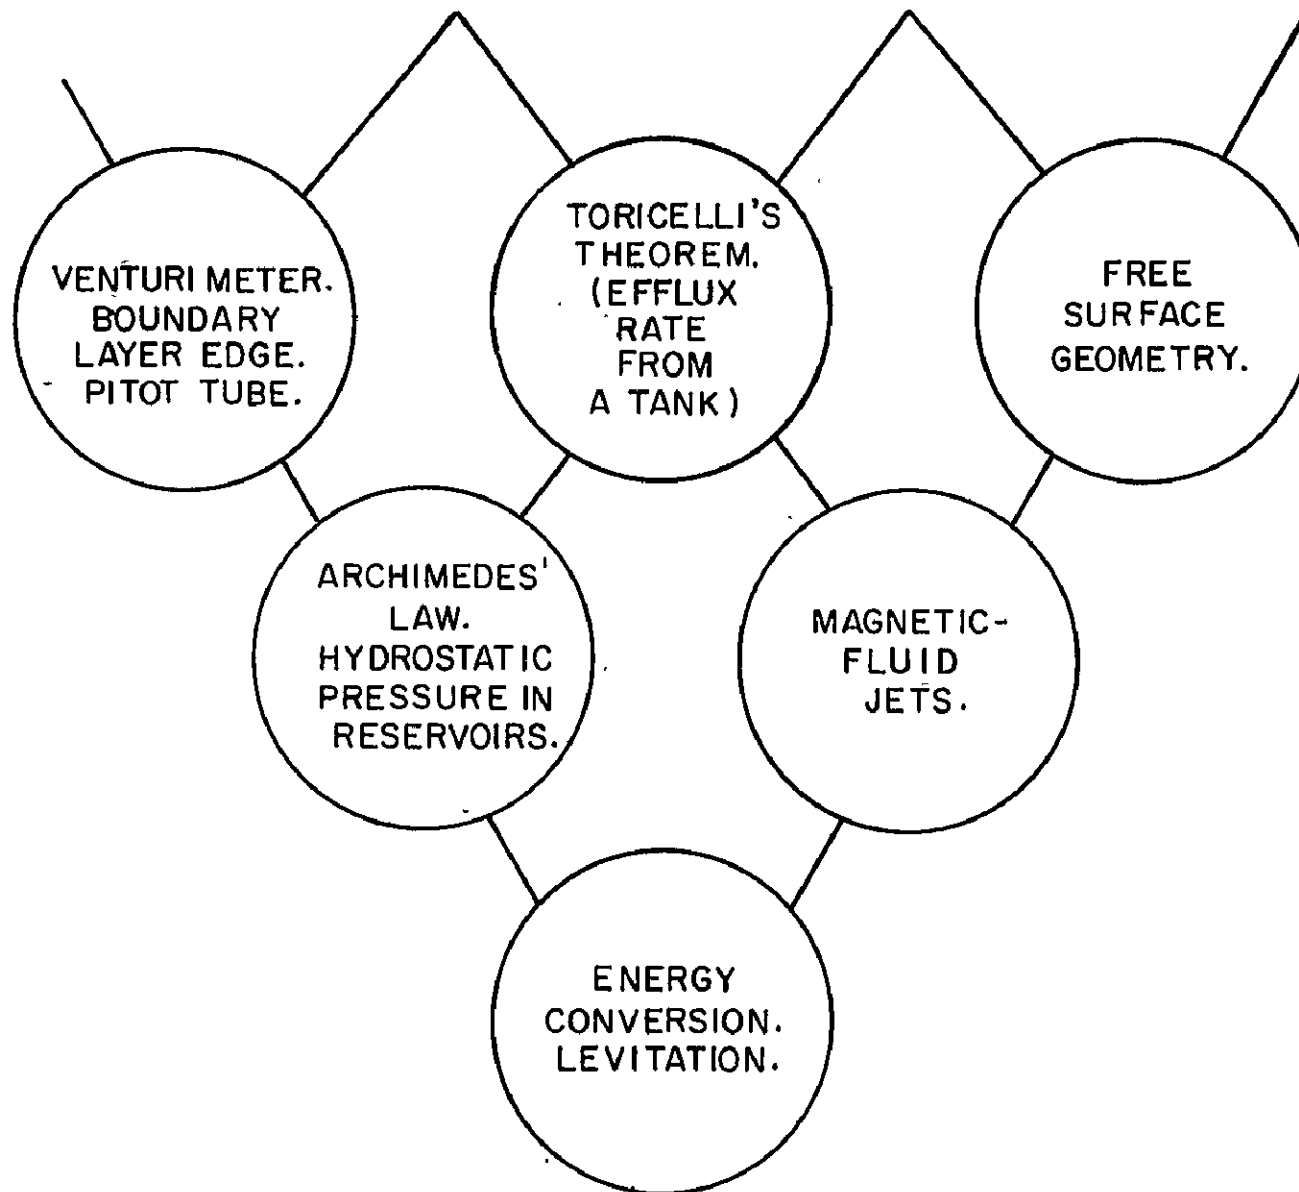 VENTURI METER.
BOUNDARY
LAYER EDGE.
PITOT TUBE.
TORICELLI'S
THEOREM.
(EFFLUX
RATE
FROM
A TANK)
FREE
SURFACE
GEOMETRY.
ARCHIMEDES'
LAW.
HYDROSTATIC
PRESSURE IN
RESERVOIRS.
MAGNETIC-
FLUID
JETS.
ENERGY
CONVERSION.
LEVITATION.